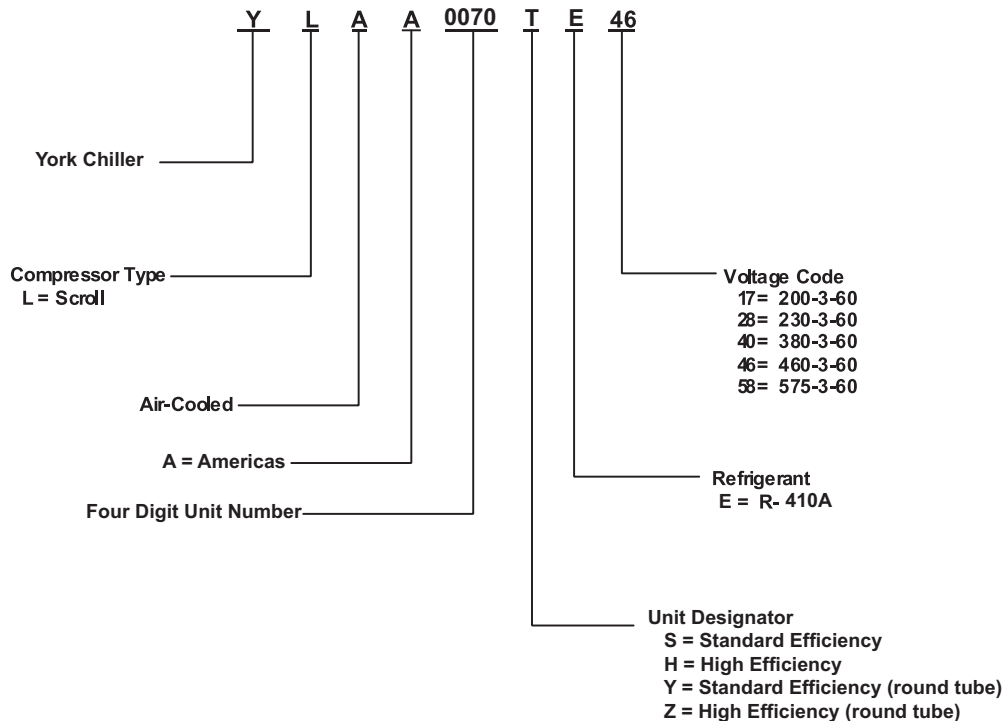 Y L A A 0070 T E 46
York Chiller
Compressor Type
L = Scroll
Voltage Code
17= 200-3-60
28= 230-3-60
40= 380-3-60
46= 460-3-60
58= 575-3-60
Air-Cooled
A = Americas
Refrigerant
E = R- 410A
Four Digit Unit Number
Unit Designator
S = Standard Efficiency
H = High Efficiency
Y = Standard Efficiency (round tube)
Z = High Efficiency (round tube)